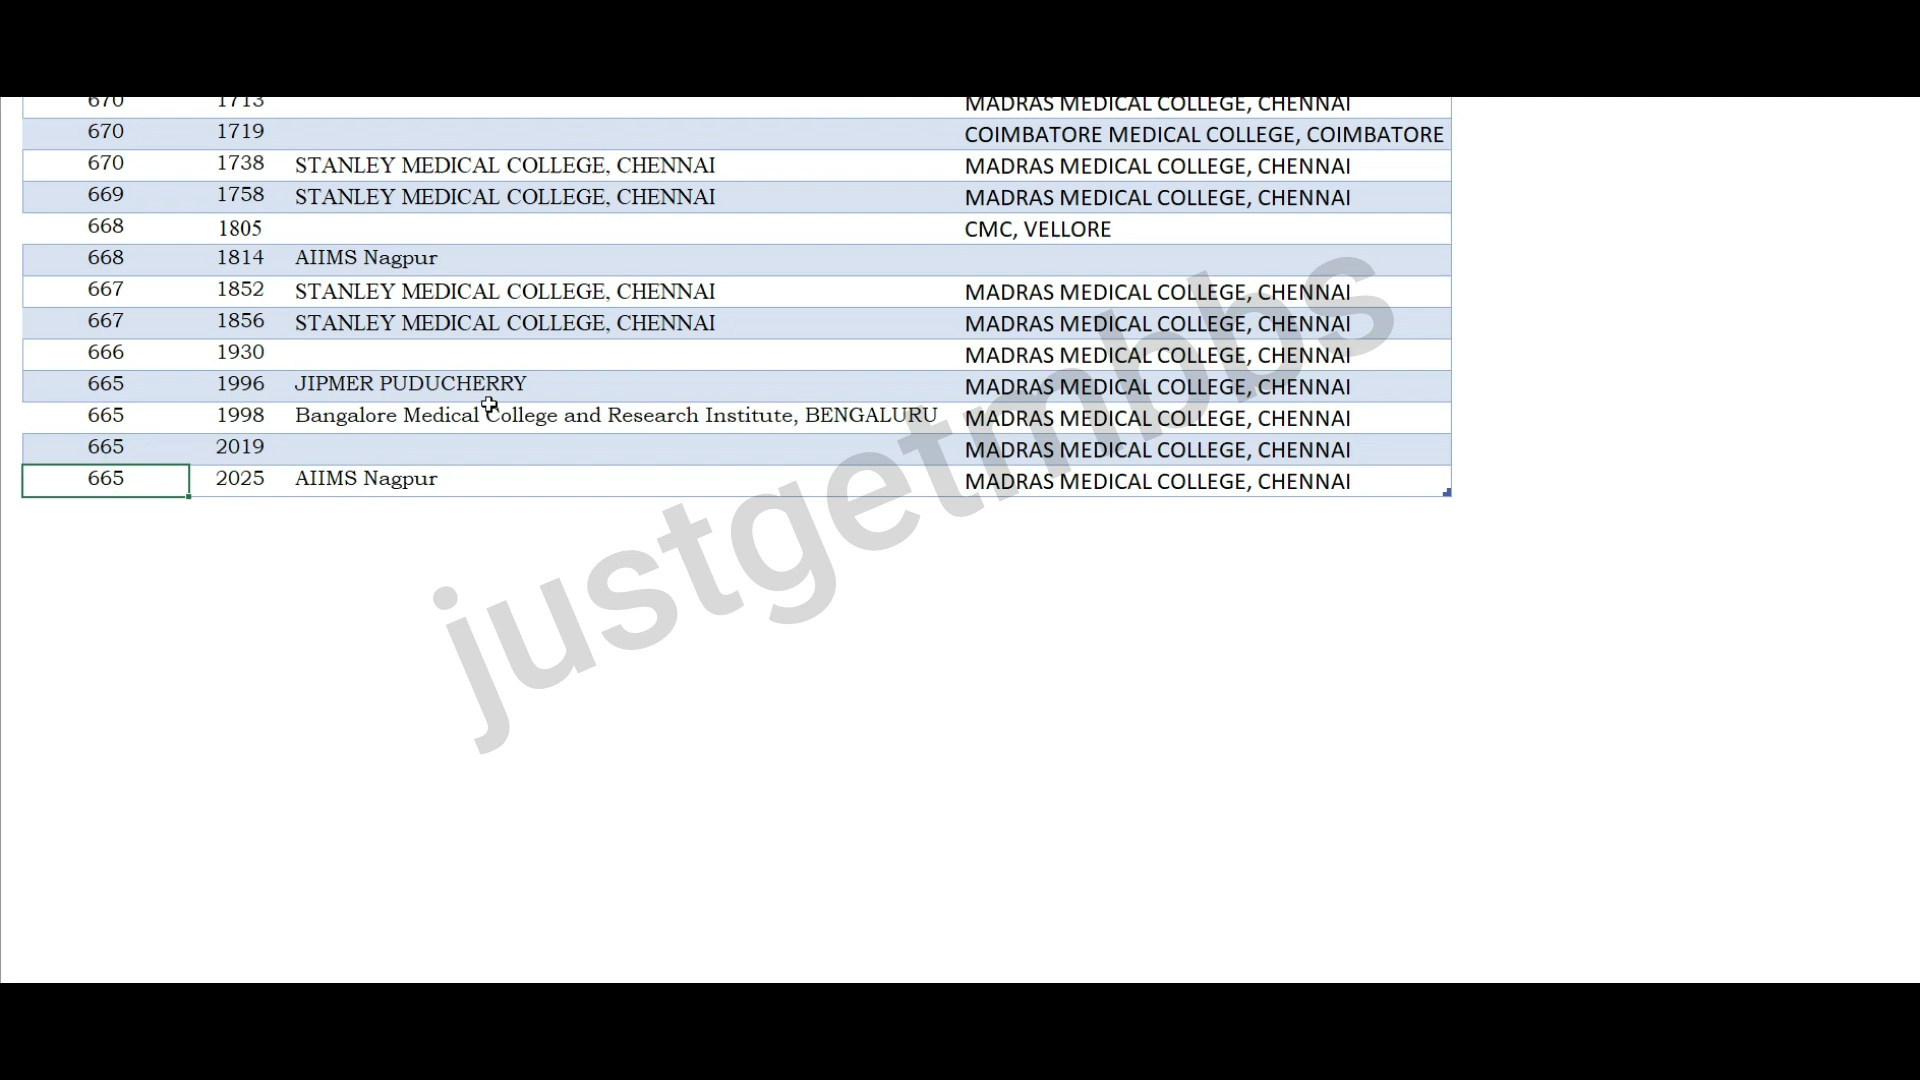 670 1713 MADRAS MEDICAL COLLEGE, CHENNAI
670 1719 COIMBATORE MEDICAL COLLEGE, COIMBATORE
670 1738 STANLEY MEDICAL COLLEGE, CHENNAI MADRAS MEDICAL COLLEGE, CHENNAI
669 1758 STANLEY MEDICAL COLLEGE, CHENNAI MADRAS MEDICAL COLLEGE, CHENNAI
668 1805 CMC, VELLORE
668 1814 AIIMS Nagpur
667 1852 STANLEY MEDICAL COLLEGE, CHENNAI MADRAS MEDICAL COLLEGE, CHENNAI
667 1856 STANLEY MEDICAL COLLEGE, CHENNAI MADRAS MEDICAL COLLEGE, CHENNAI
666 1930 MADRAS MEDICAL COLLEGE, CHENNAI
665 1996 JIPMER PUDUCHERRY MADRAS MEDICAL COLLEGE, CHENNAI
665 1998 Bangalore Medical College and Research Institute, BENGALURU MADRAS MEDICAL COLLEGE, CHENNAI
665 2019 MADRAS MEDICAL COLLEGE, CHENNAI
665 2025 AIIMS Nagpur MADRAS MEDICAL COLLEGE, CHENNAI
justgetmbbs